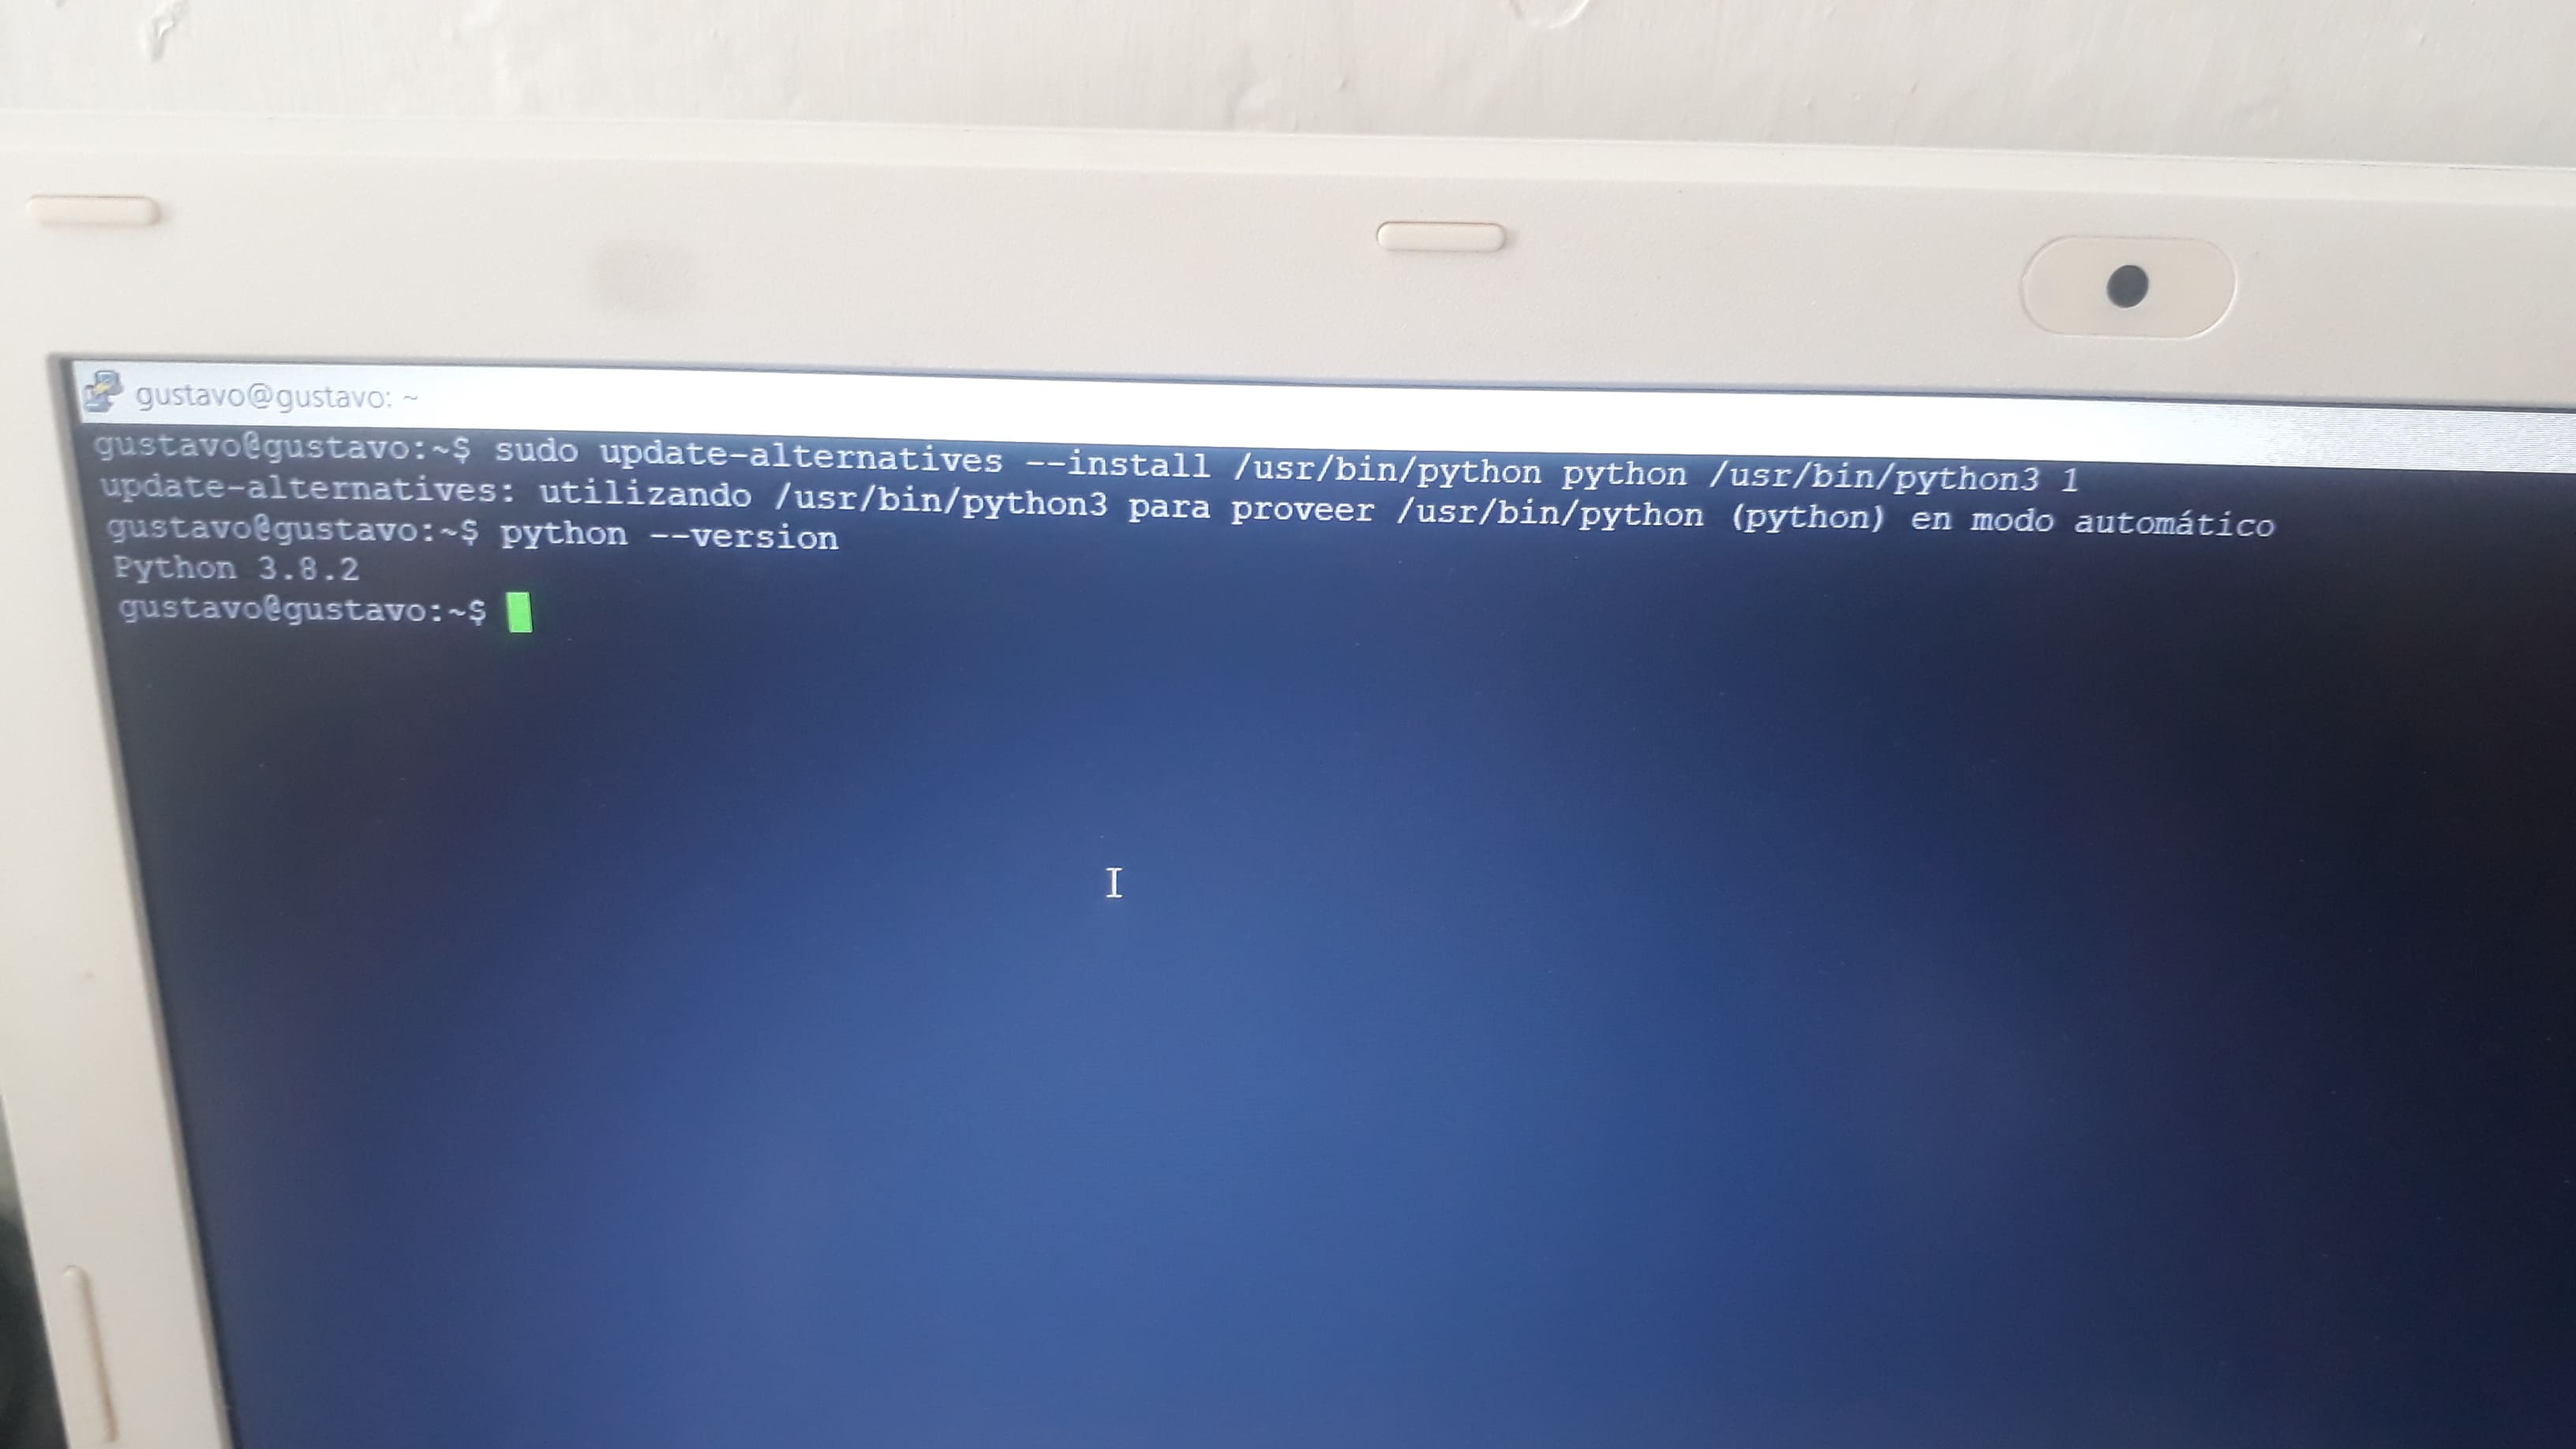 gustavo@gustavo: ~
gustavo@gustavo:~$ sudo update-alternatives --install /usr/bin/python python /usr/bin/python3 1
update-alternatives: utilizando /usr/bin/python3 para proveer /usr/bin/python (python) en modo automático
gustavo@gustavo:~$ python --version
Python 3.8.2
gustavo@gustavo:~$